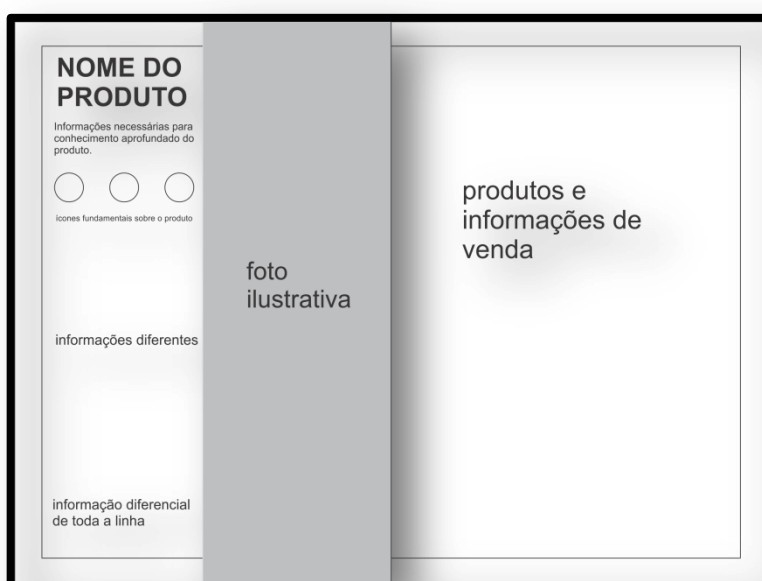 NOME DO
PRODUTO
Informações necessárias para
conhecimento aprofundado do
produto.
ícones fundamentais sobre o produto
informações diferentes
informação diferencial
de toda a linha
foto
ilustrativa
produtos e
informações de
venda